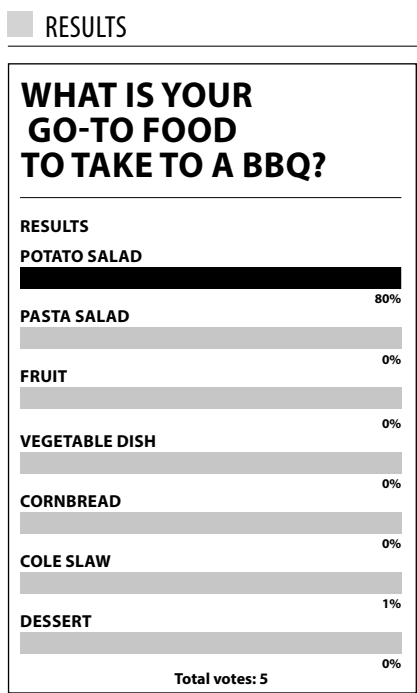 RESULTS
WHAT IS YOUR
GO-TO FOOD
TO TAKE TO A BBQ?
RESULTS
POTATO SALAD
80%
PASTA SALAD
0%
FRUIT
0%
VEGETABLE DISH
0%
CORNBREAD
0%
COLE SLAW
1%
DESSERT
0%
Total votes: 5